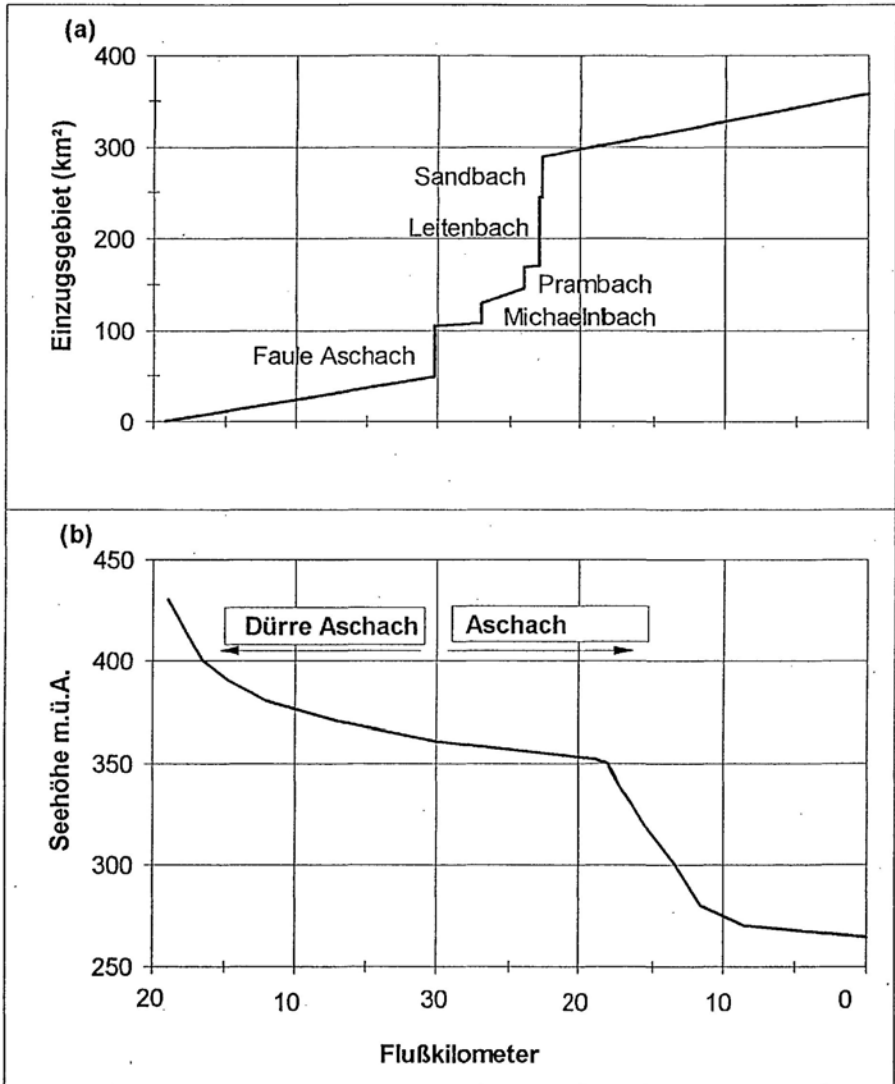 (a)
Einzugsgebiet (km²)
400
300
200
100
0
Sandbach
Leitenbach
Prambach
Michaelnbach
Faule Aschach
(b)
Seehöhe m.ü.A.
450
400
350
300
250
Dürre Aschach
Aschach
20 10 30 20 10 0
Flußkilometer